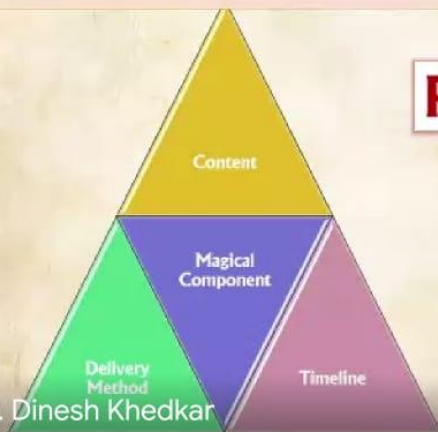 Content
Magical
Component
Delivery
Method
Timeline
. Dinesh Khedkar